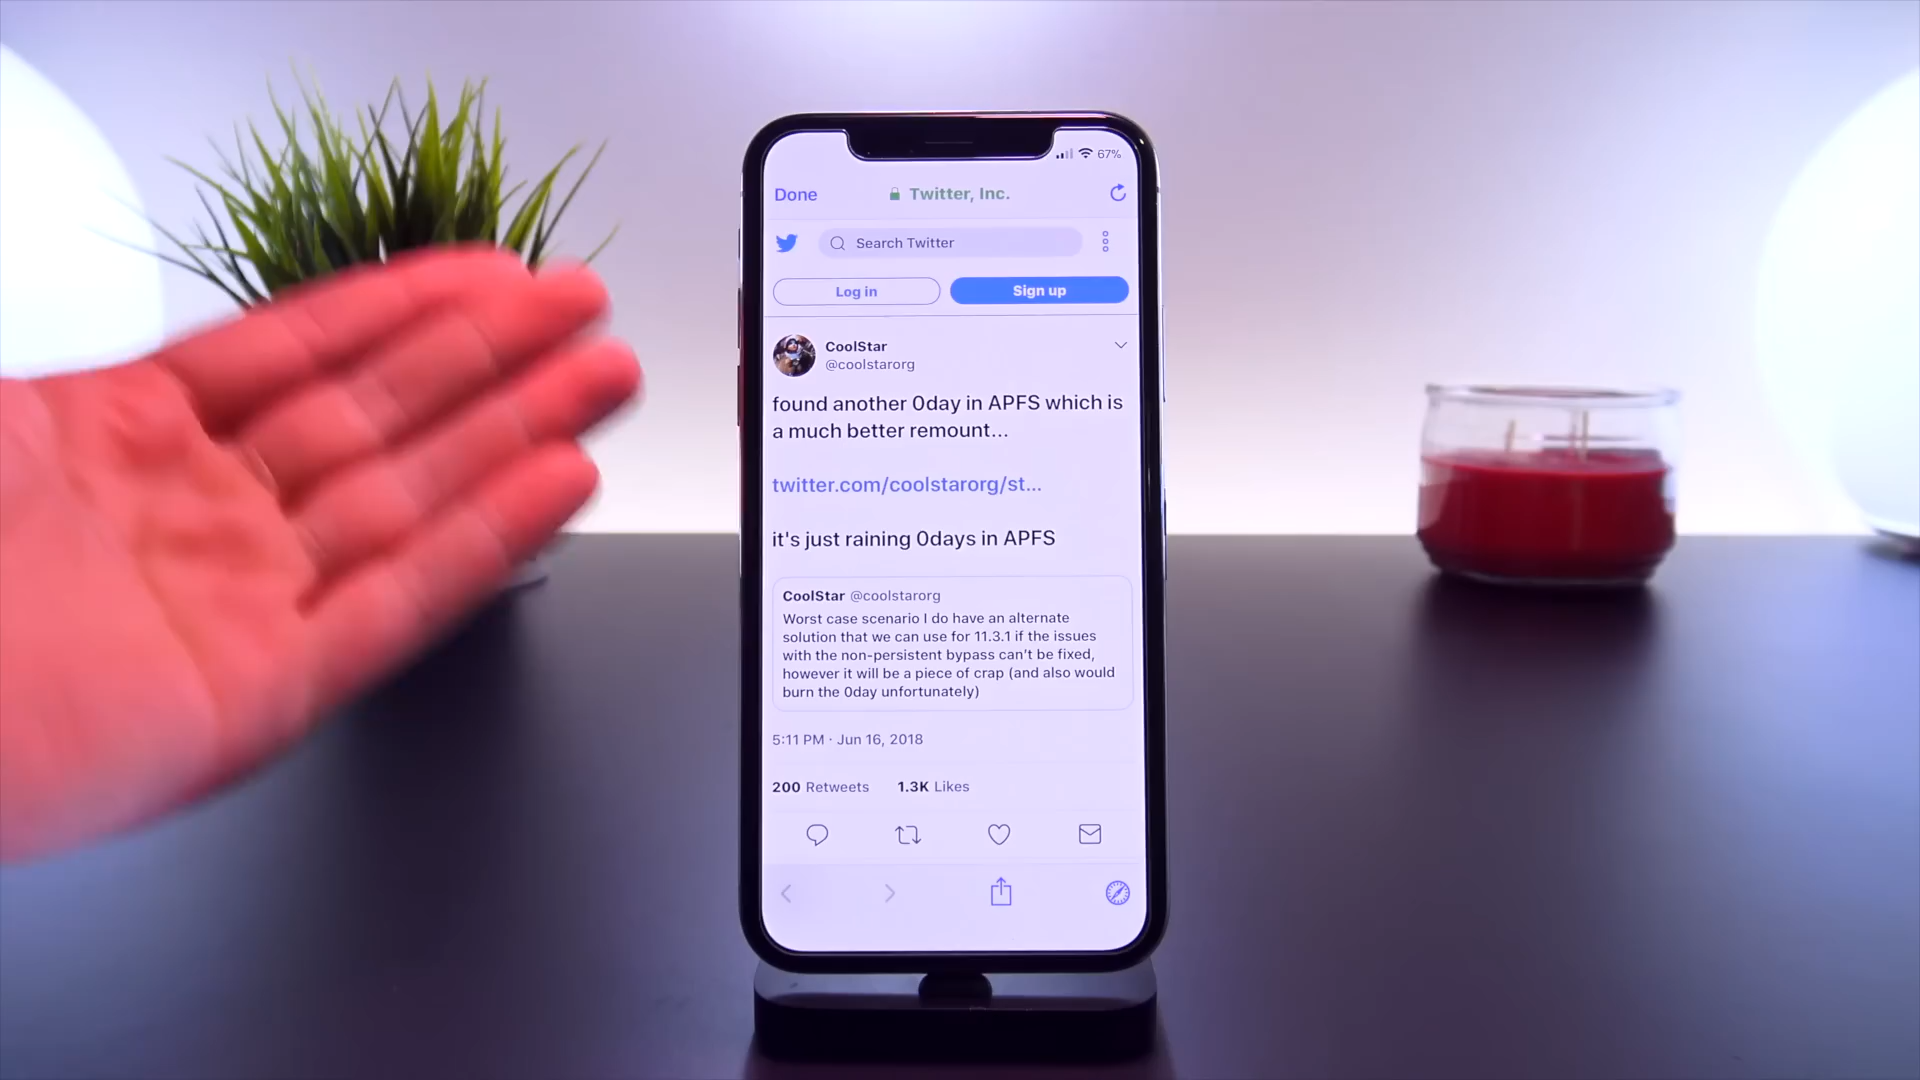 67%
Done
Twitter, Inc.
Search Twitter
Log in
Sign up
CoolStar
@coolstarorg
found another 0day in APFS which is
a much better remount...
twitter.com/coolstarorg/st...
it's just raining 0days in APFS
CoolStar @coolstarorg
Worst case scenario I do have an alternate
solution that we can use for 11.3.1 if the issues
with the non-persistent bypass can't be fixed,
however it will be a piece of crap (and also would
burn the 0day unfortunately)
5:11 PM · Jun 16, 2018
200 Retweets 1.3K Likes